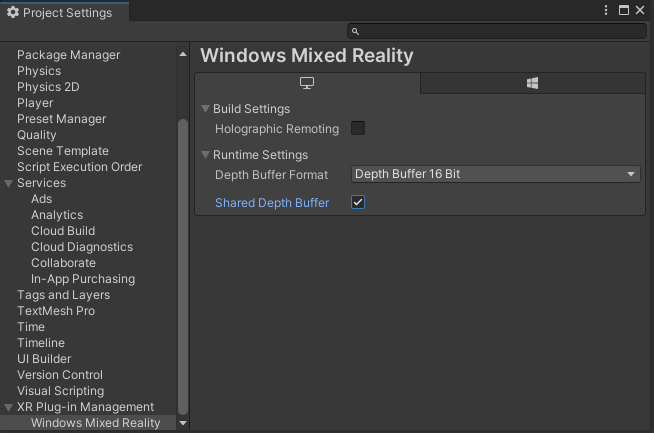 Project Settings
Package Manager
Physics
Physics 2D
Player
Preset Manager
Quality
Scene Template
Script Execution Order
Services
Ads
Analytics
Cloud Build
Cloud Diagnostics
Collaborate
In-App Purchasing
Tags and Layers
TextMesh Pro
Time
Timeline
UI Builder
Version Control
Visual Scripting
XR Plug-in Management
Windows Mixed Reality
Windows Mixed Reality
Build Settings
Holographic Remoting
Runtime Settings
Depth Buffer Format Depth Buffer 16 Bit
Shared Depth Buffer